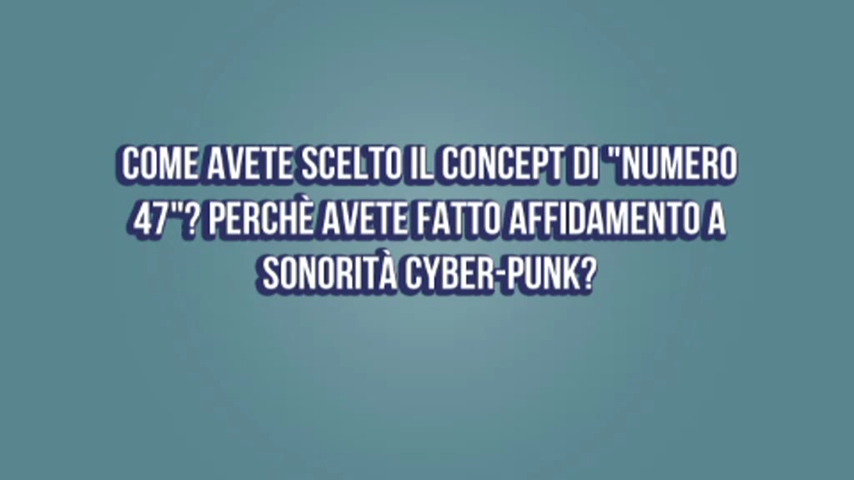 COME AVETE SCELTO IL CONCEPT DI "NUMERO
47"? PERCHÈ AVETE FATTO AFFIDAMENTO A
SONORITÀ CYBER-PUNK?